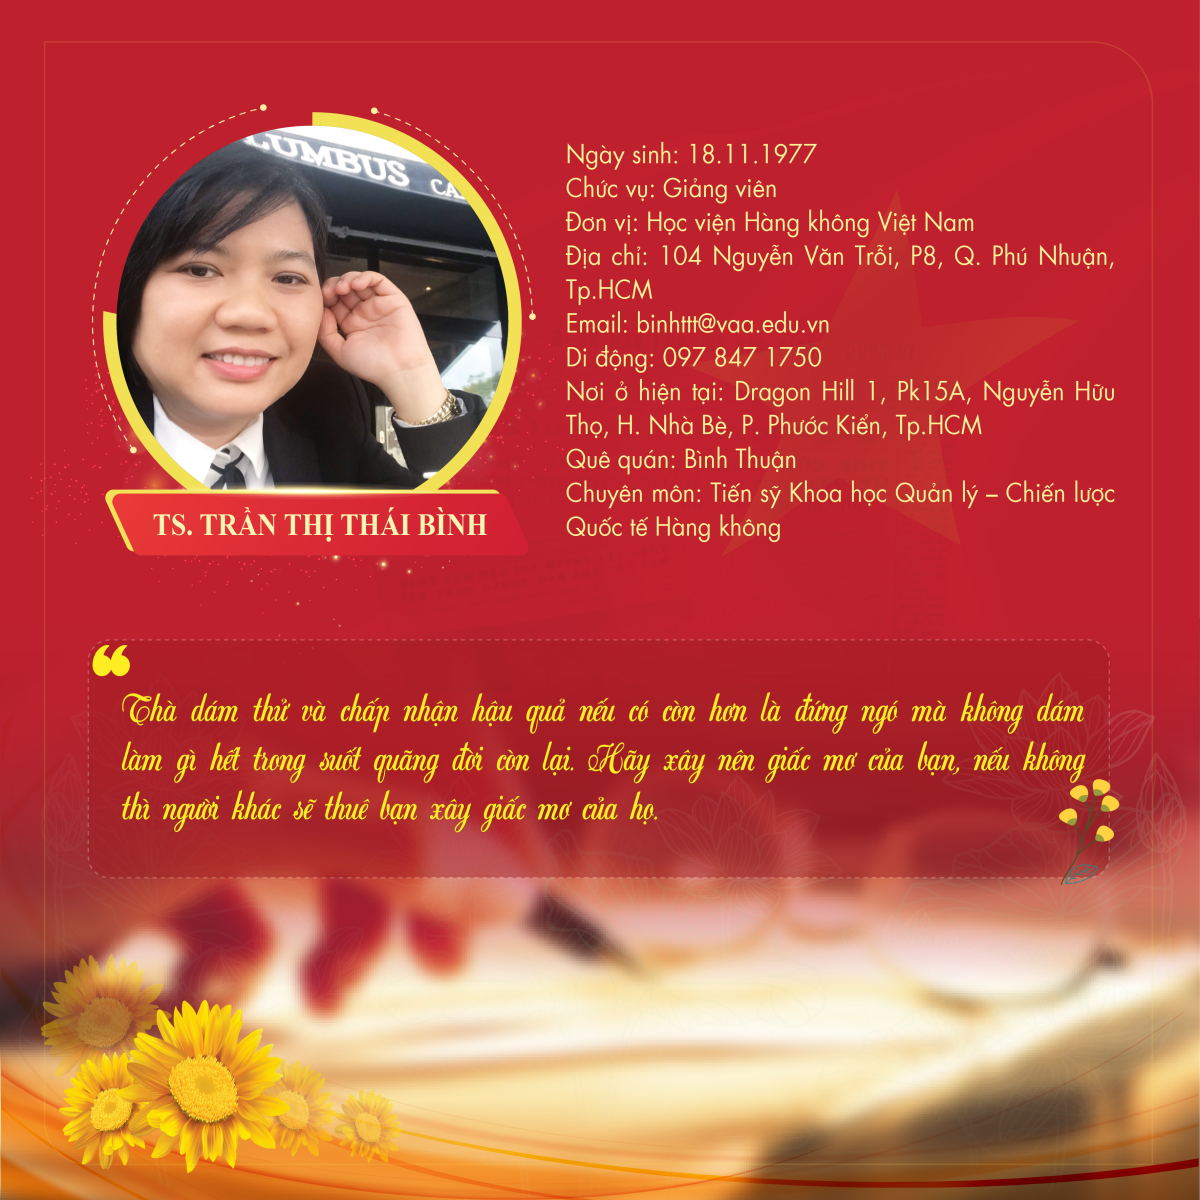 LUMBUS CA
Ngày sinh: 18.11.1977
Chức vụ: Giảng viên
Đơn vị: Học viện Hàng không Việt Nam
Địa chỉ: 104 Nguyễn Văn Trỗi, P8, Q. Phú Nhuận,
Tp.HCM
Email: binhttt@vaa.edu.vn
Di động: 097 847 1750
Nơi ở hiện tại: Dragon Hill 1, Pk15A, Nguyễn Hữu
Thọ, H. Nhà Bè, P. Phước Kiển, Tp.HCM
Quê quán: Bình Thuận
Chuyên môn: Tiến sỹ Khoa học Quản lý – Chiến lược
Quốc tế Hàng không
TS. TRẦN THỊ THÁI BÌNH
❝
Thà dám thử và chấp nhận hậu quả nếu có còn hơn là đứng ngó mà không dám
làm gì hết trong suốt quãng đời còn lại. Hãy xây nên giấc mơ của bạn, nếu không
thì người khác sẽ thuê bạn xây giấc mơ của họ.